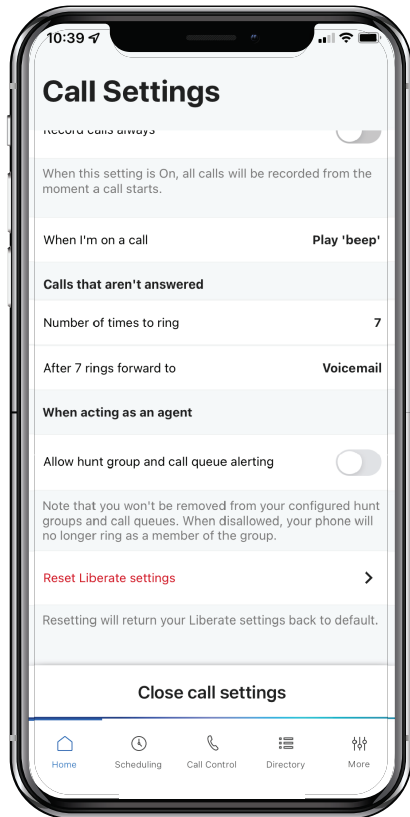 10:39
Call Settings
Record calls always
When this setting is On, all calls will be recorded from the
moment a call starts.
When I'm on a call Play 'beep'
Calls that aren't answered
Number of times to ring 7
After 7 rings forward to Voicemail
When acting as an agent
Allow hunt group and call queue alerting
Note that you won't be removed from your configured hunt
groups and call queues. When disallowed, your phone will
no longer ring as a member of the group.
Reset Liberate settings
Resetting will return your Liberate settings back to default.
Close call settings
Home Scheduling Call Control Directory More